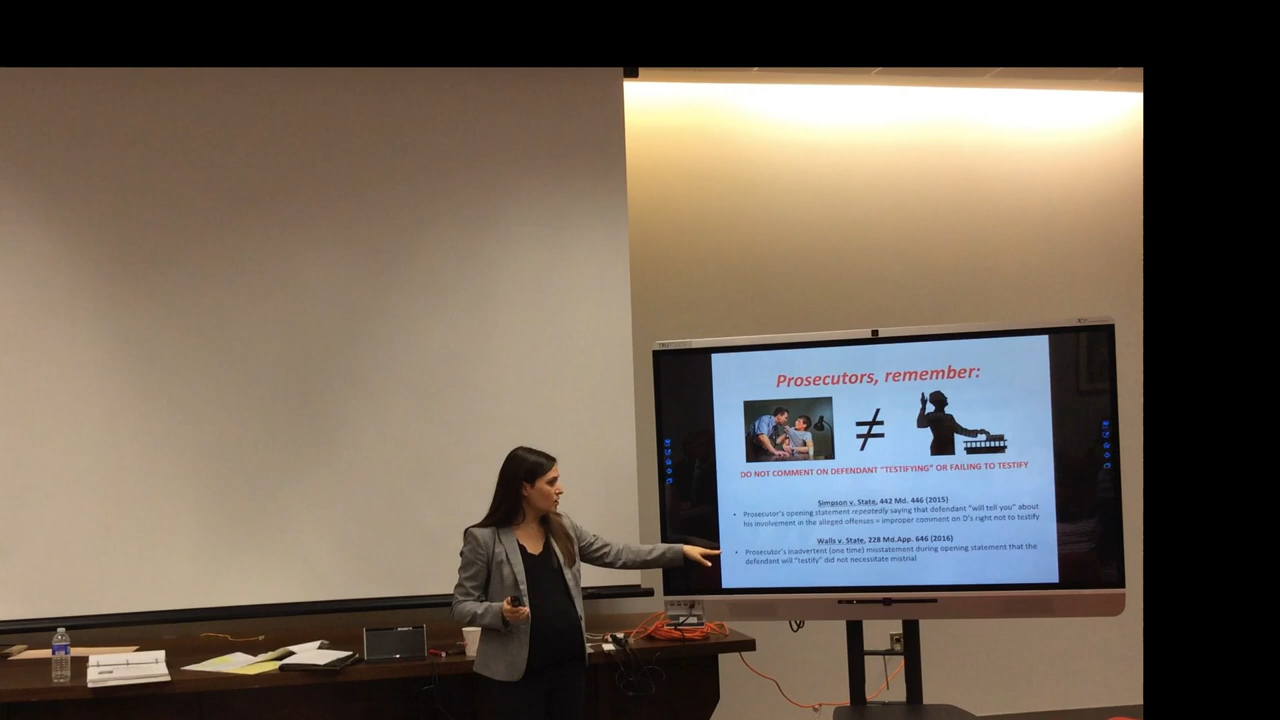 Prosecutors, remember:
≠
DO NOT COMMENT ON DEFENDANT "TESTIFYING" OR FAILING TO TESTIFY
Simpson v. State, 442 Md. 446 (2015)
• Prosecutor's opening statement repeatedly saying that defendant "will tell you" about
his involvement in the alleged offenses = improper comment on D's right not to testify
Walls v. State, 228 Md.App. 646 (2016)
• Prosecutor's inadvertent (one time) misstatement during opening statement that the
defendant will "testify" did not necessitate mistrial